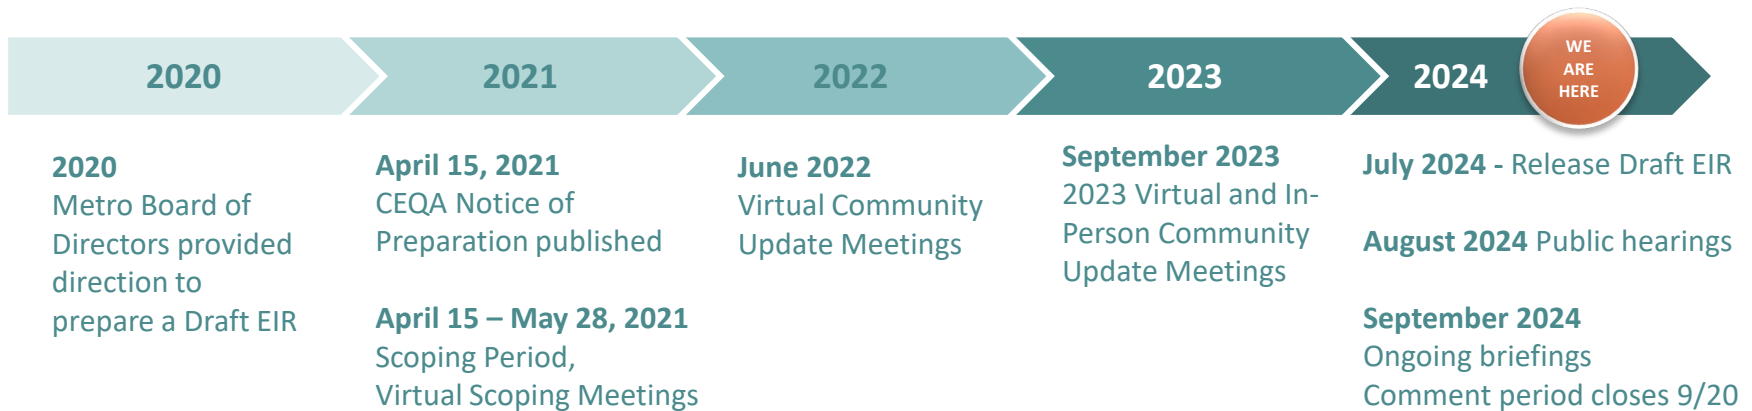 2020
2021
2022
2023
2024
WE
ARE
HERE
2020
Metro Board of
Directors provided
direction to
prepare a Draft EIR
April 15, 2021
CEQA Notice of
Preparation published
April 15 – May 28, 2021
Scoping Period,
Virtual Scoping Meetings
June 2022
Virtual Community
Update Meetings
September 2023
2023 Virtual and In-
Person Community
Update Meetings
July 2024 - Release Draft EIR
August 2024 Public hearings
September 2024
Ongoing briefings
Comment period closes 9/20